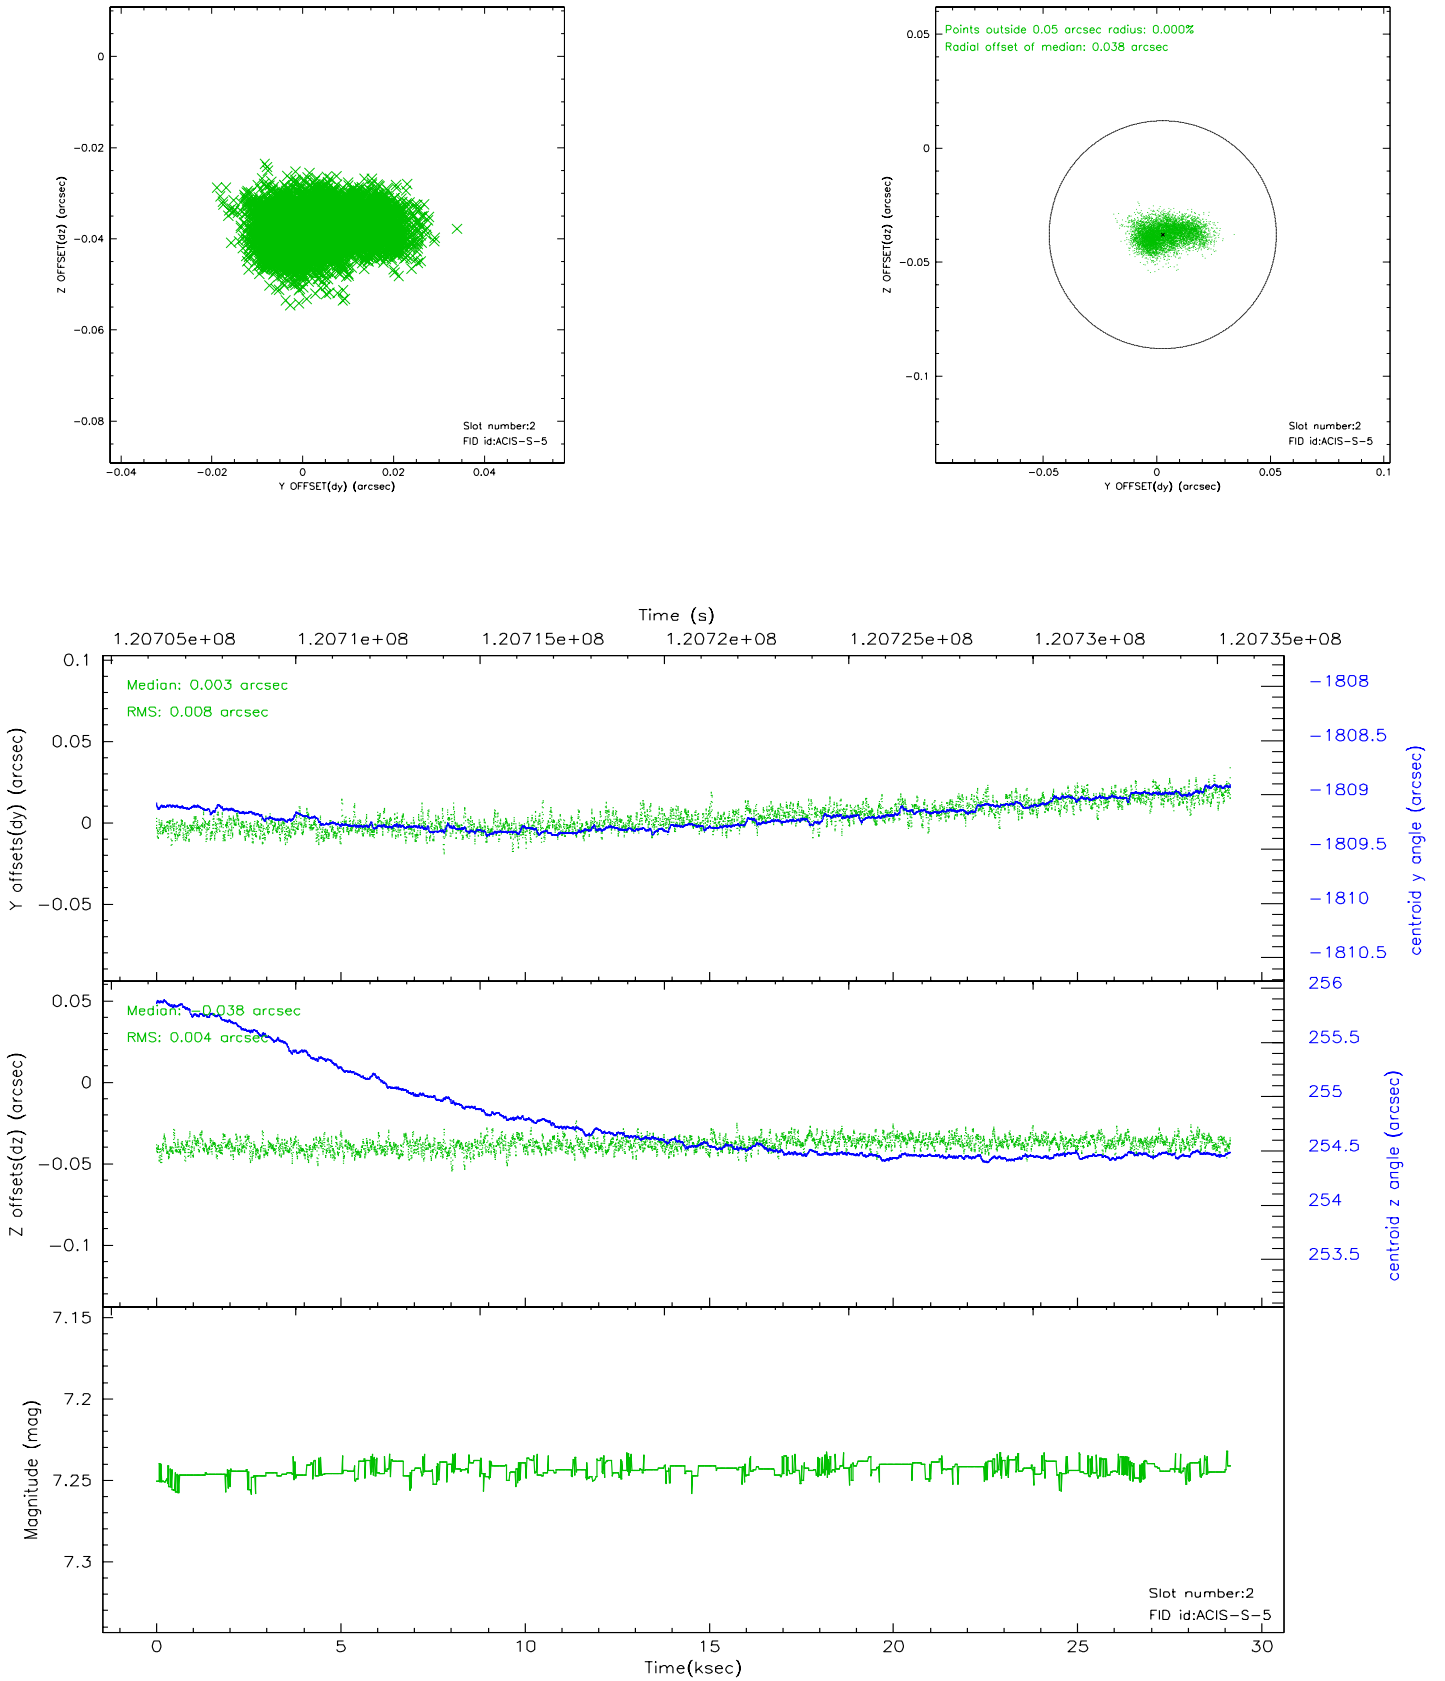 0
−0.02
−0.04
−0.06
−0.08
Z OFFSET(dz) (arcsec)
Slot number:2
FID id:ACIS−S−5
−0.04 −0.02 0 0.02 0.04
Y OFFSET(dy) (arcsec)
Points outside 0.05 arcsec radius: 0.000%
Radial offset of median: 0.038 arcsec
0.05
0
−0.05
−0.1
Z OFFSET(dz) (arcsec)
Slot number:2
FID id:ACIS−S−5
−0.05 0 0.05 0.1
Y OFFSET(dy) (arcsec)
Time (s)
1.20705e+08 1.2071e+08 1.20715e+08 1.2072e+08 1.20725e+08 1.2073e+08 1.20735e+08
Median: 0.003 arcsec
RMS: 0.008 arcsec
0.1
0.05
0
−0.05
Y offsets(dy) (arcsec)
−1808
−1808.5
−1809
−1809.5
−1810
−1810.5
centroid y angle (arcsec)
Median: −0.038 arcsec
RMS: 0.004 arcsec
0.05
0
−0.05
−0.1
Z offsets(dz) (arcsec)
256
255.5
255
254.5
254
253.5
centroid z angle (arcsec)
7.15
7.2
7.25
7.3
Magnitude (mag)
Slot number:2
FID id:ACIS−S−5
0 5 10 15 20 25 30
Time(ksec)